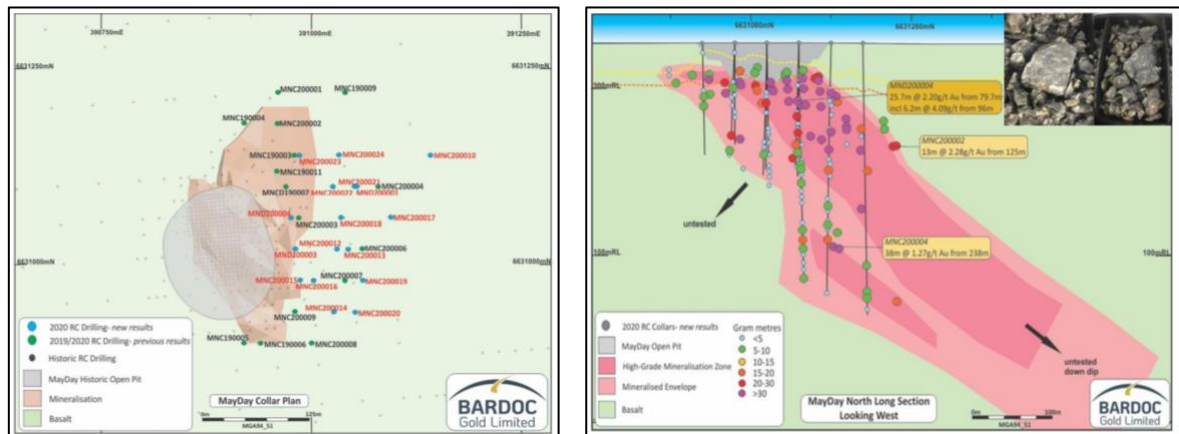 390750mE
391000mE
391250mE
6631250mN
6631250mN
MNC200001
MNC190009
MNC190004
MNC200002
MNC190003
MNC200024
MNC200010
MNC200023
MNC190011
MNC200021
MNCD190007
MNC200004
MNC200022
MND200001
MND200004
MNC200017
MNC200003
MNC200018
MNC200012
MNC200006
MND200003
MNC200013
6631000mN
6631000mN
MNC200007
MNC200015
MNC200019
MNC200016
MNC200014
MNC200009
MNC200020
MNC190005
MNC190006
MNC200008
2020 RC Drilling- new results
2019/2020 RC Drilling- previous results
Historic RC Drilling
MayDay Historic Open Pit
Mineralisation
Basalt
MayDay Collar Plan
0m
125m
MGA94_51
BARDOC
Gold Limited
6631000mN
6631200mN
300mRL
MND200004
25.7m @ 2.20g/t Au from 79.7m
incl 6.2m @ 4.09g/t Au from 96m
MNC200002
13m @ 2.28g/t Au from 125m
untested
MNC200004
38m @ 1.27g/t Au from 238m
100mRL
100mRL
2020 RC Collars- new results
MayDay Open Pit
High-Grade Mineralisation Zone
Mineralised Envelope
Basalt
Gram metres
<5
5-10
10-15
15-20
20-30
>30
untested
down dip
MayDay North Long Section
Looking West
0m
100m
MGA94_51
BARDOC
Gold Limited